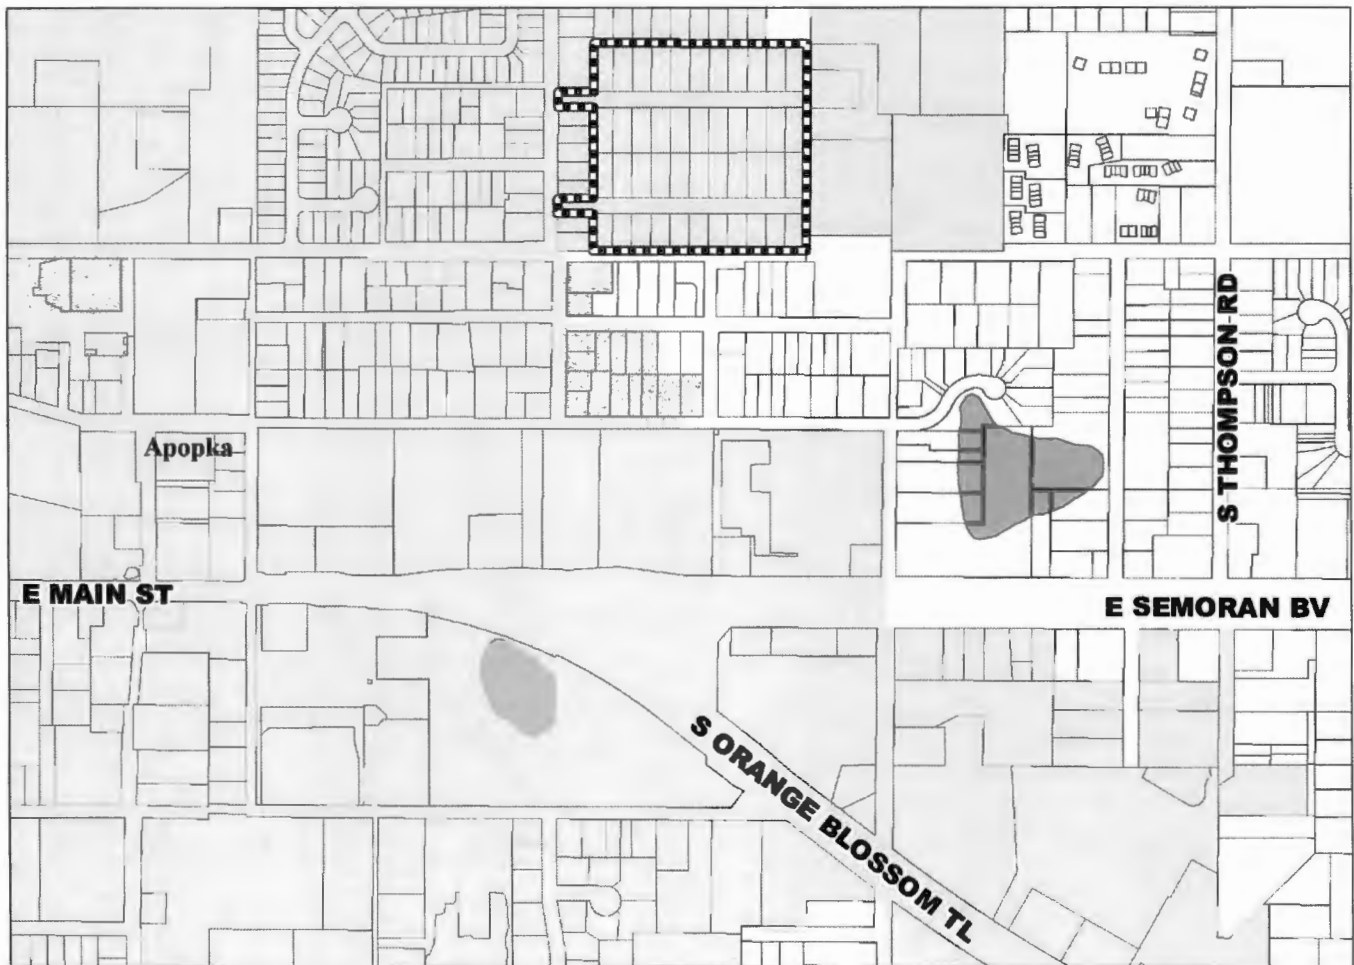 S THOMPSON RD
Apopka
E MAIN ST
E SEMORAN BV
S ORANGE BLOSSOM TL